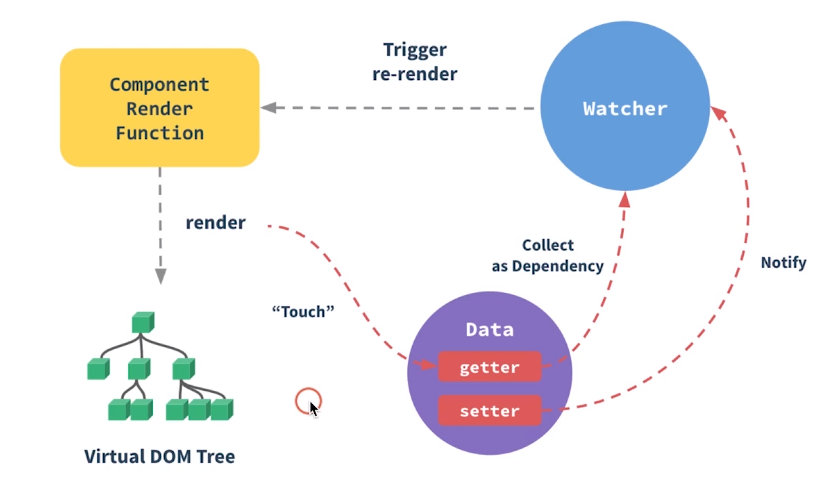 Trigger
re-render
Component
Render
Function
Watcher
render
Collect
as Dependency
Notify
“Touch”
Data
getter
setter
Virtual DOM Tree